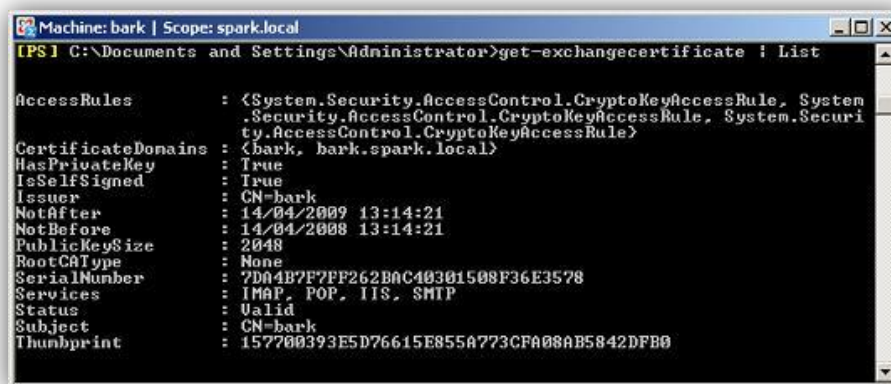 Machine: bark | Scope: spark.local
[PS] C:\Documents and Settings\Administrator>get-exchangecertificate | List
AccessRules : {System.Security.AccessControl.CryptoKeyAccessRule, System
.Security.AccessControl.CryptoKeyAccessRule, System.Securi
ty.AccessControl.CryptoKeyAccessRule}
CertificateDomains : {bark, bark.spark.local}
HasPrivateKey : True
IsSelfSigned : True
Issuer : CN=bark
NotAfter : 14/04/2009 13:14:21
NotBefore : 14/04/2008 13:14:21
PublicKeySize : 2048
RootCAType : None
SerialNumber : 7DA4B7F7FF262BAC40301508F36E3578
Services : IMAP, POP, IIS, SMTP
Status : Valid
Subject : CN=bark
Thumbprint : 157700393E5D76615E855A773CFA08AB5842DFB0